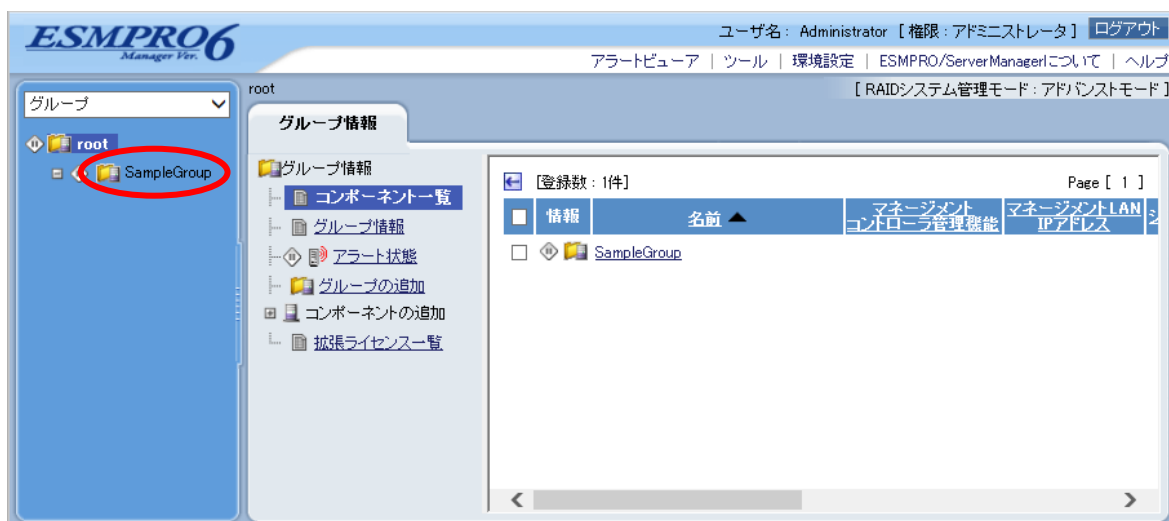 ESMPRO6
Manager Ver.
ユーザ名： Administrator [ 権限：アドミニストレータ ] ログアウト
アラートビューア | ツール | 環境設定 | ESMPRO/ServerManagerについて | ヘルプ
グループ
root
SampleGroup
root
[ RAIDシステム管理モード：アドバンストモード ]
グループ情報
グループ情報
コンポーネント一覧
グループ情報
アラート状態
グループの追加
コンポーネントの追加
拡張ライセンス一覧
[登録数：1件]
Page [ 1 ]
情報
名前 ▲
マネージメント
コントローラ管理機能
マネージメントLAN
IPアドレス
SampleGroup